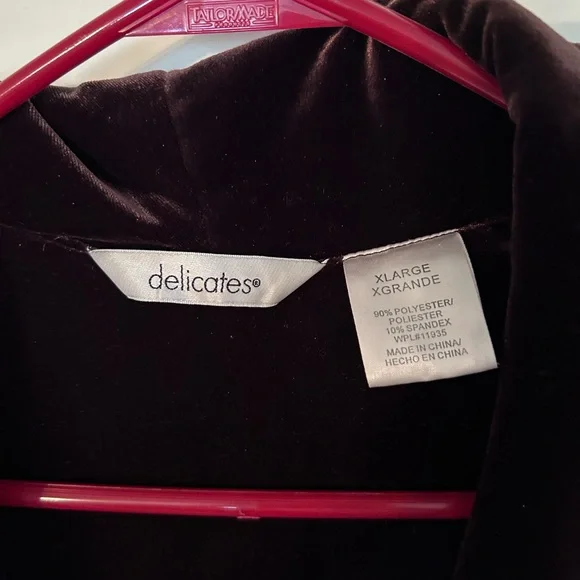 TAILORMADE
delicates®
XLARGE
XGRANDE
90% POLYESTER/
POLIESTER
10% SPANDEX
WPL#11935
MADE IN CHINA/
HECHO EN CHINA